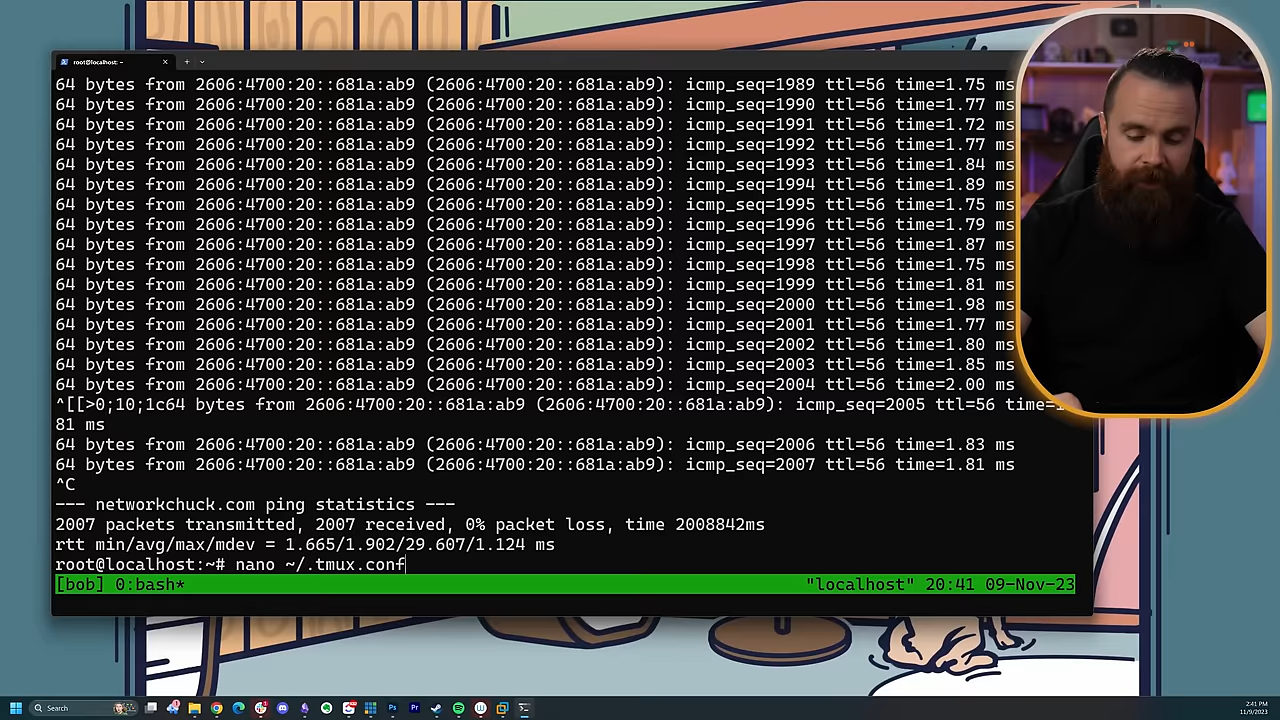 root@localhost: ~
64 bytes from 2606:4700:20::681a:ab9 (2606:4700:20::681a:ab9): icmp_seq=1989 ttl=56 time=1.75 ms
64 bytes from 2606:4700:20::681a:ab9 (2606:4700:20::681a:ab9): icmp_seq=1990 ttl=56 time=1.77 ms
64 bytes from 2606:4700:20::681a:ab9 (2606:4700:20::681a:ab9): icmp_seq=1991 ttl=56 time=1.72 ms
64 bytes from 2606:4700:20::681a:ab9 (2606:4700:20::681a:ab9): icmp_seq=1992 ttl=56 time=1.77 ms
64 bytes from 2606:4700:20::681a:ab9 (2606:4700:20::681a:ab9): icmp_seq=1993 ttl=56 time=1.84 ms
64 bytes from 2606:4700:20::681a:ab9 (2606:4700:20::681a:ab9): icmp_seq=1994 ttl=56 time=1.89 ms
64 bytes from 2606:4700:20::681a:ab9 (2606:4700:20::681a:ab9): icmp_seq=1995 ttl=56 time=1.75 ms
64 bytes from 2606:4700:20::681a:ab9 (2606:4700:20::681a:ab9): icmp_seq=1996 ttl=56 time=1.79 ms
64 bytes from 2606:4700:20::681a:ab9 (2606:4700:20::681a:ab9): icmp_seq=1997 ttl=56 time=1.87 ms
64 bytes from 2606:4700:20::681a:ab9 (2606:4700:20::681a:ab9): icmp_seq=1998 ttl=56 time=1.75 ms
64 bytes from 2606:4700:20::681a:ab9 (2606:4700:20::681a:ab9): icmp_seq=1999 ttl=56 time=1.81 ms
64 bytes from 2606:4700:20::681a:ab9 (2606:4700:20::681a:ab9): icmp_seq=2000 ttl=56 time=1.98 ms
64 bytes from 2606:4700:20::681a:ab9 (2606:4700:20::681a:ab9): icmp_seq=2001 ttl=56 time=1.77 ms
64 bytes from 2606:4700:20::681a:ab9 (2606:4700:20::681a:ab9): icmp_seq=2002 ttl=56 time=1.80 ms
64 bytes from 2606:4700:20::681a:ab9 (2606:4700:20::681a:ab9): icmp_seq=2003 ttl=56 time=1.85 ms
64 bytes from 2606:4700:20::681a:ab9 (2606:4700:20::681a:ab9): icmp_seq=2004 ttl=56 time=2.00 ms
^[[>0;10;1c64 bytes from 2606:4700:20::681a:ab9 (2606:4700:20::681a:ab9): icmp_seq=2005 ttl=56 time=1.
81 ms
64 bytes from 2606:4700:20::681a:ab9 (2606:4700:20::681a:ab9): icmp_seq=2006 ttl=56 time=1.83 ms
64 bytes from 2606:4700:20::681a:ab9 (2606:4700:20::681a:ab9): icmp_seq=2007 ttl=56 time=1.81 ms
^C
--- networkchuck.com ping statistics ---
2007 packets transmitted, 2007 received, 0% packet loss, time 2008842ms
rtt min/avg/max/mdev = 1.665/1.902/29.607/1.124 ms
root@localhost:~# nano ~/.tmux.conf
[bob] 0:bash* "localhost" 20:41 09-Nov-23
Search
2:41 PM
11/9/2023